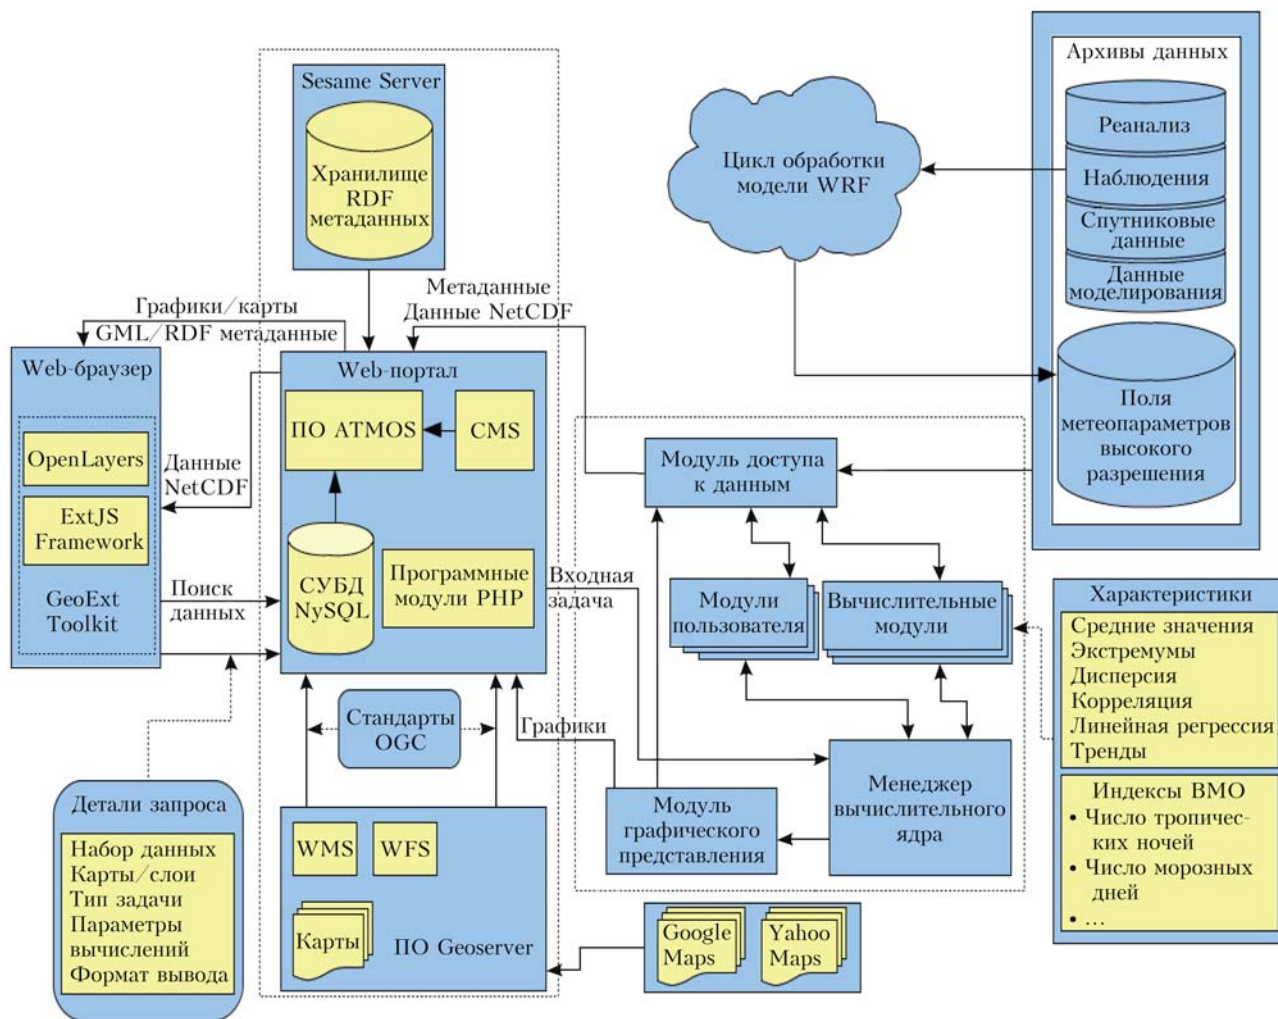 Sesame Server
Хранилище
RDF
метаданных
Графики/карты
GML/RDF метаданные
Метаданные
Данные NetCDF
Цикл обработки
модели WRF
Архивы данных
Реанализ
Наблюдения
Спутниковые
данные
Данные
моделирования
Поля
метеопараметров
высокого
разрешения
Web-браузер
OpenLayers
ExtJS
Framework
GeoExt
Toolkit
Данные
NetCDF
Поиск
данных
Web-портал
ПО ATMOS
CMS
СУБД
NySQL
Программные
модули PHP
Входная
задача
Модуль доступа
к данным
Модули
пользователя
Вычислительные
модули
Менеджер
вычислительного
ядра
Модуль
графического
представления
Графики
Стандарты
OGC
WMS
WFS
Карты
ПО Geoserver
Google
Maps
Yahoo
Maps
Детали запроса
Набор данных
Карты/слои
Тип задачи
Параметры
вычислений
Формат вывода
Характеристики
Средние значения
Экстремумы
Дисперсия
Корреляция
Линейная регрессия
Тренды
Индексы ВМО
• Число тропичес-
ких ночей
• Число морозных
дней
• ...